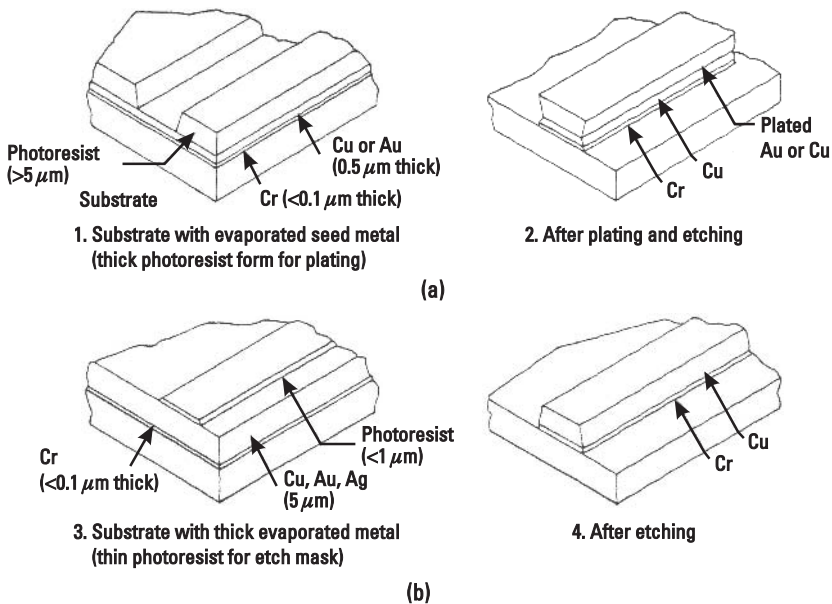 Photoresist
(>5 μm)
Substrate
Cu or Au
(0.5 μm thick)
Cr (<0.1 μm thick)
1. Substrate with evaporated seed metal
(thick photoresist form for plating)
Plated
Au or Cu
Cu
Cr
2. After plating and etching
(a)
Cr
(<0.1 μm thick)
Photoresist
(<1 μm)
Cu, Au, Ag
(5 μm)
3. Substrate with thick evaporated metal
(thin photoresist for etch mask)
Cu
Cr
4. After etching
(b)